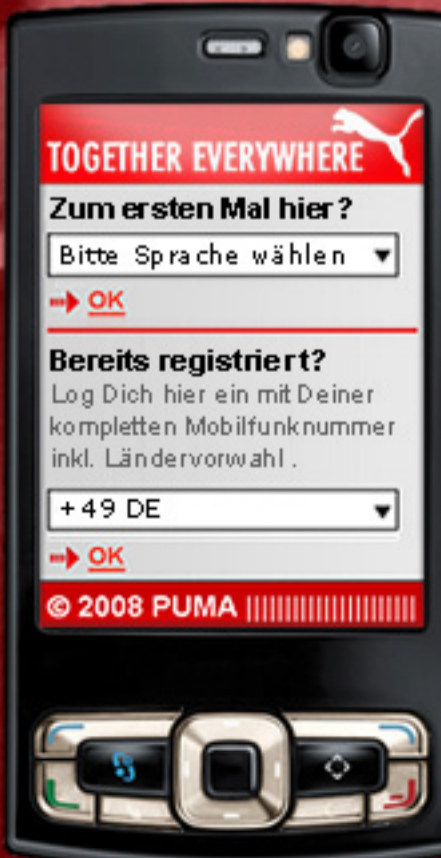 TOGETHER EVERYWHERE
Zum ersten Mal hier?
Bitte Sprache wählen
OK
Bereits registriert?
Log Dich hier ein mit Deiner
kompletten Mobilfunknummer
inkl. Ländervorwahl .
+49 DE
OK
© 2008 PUMA